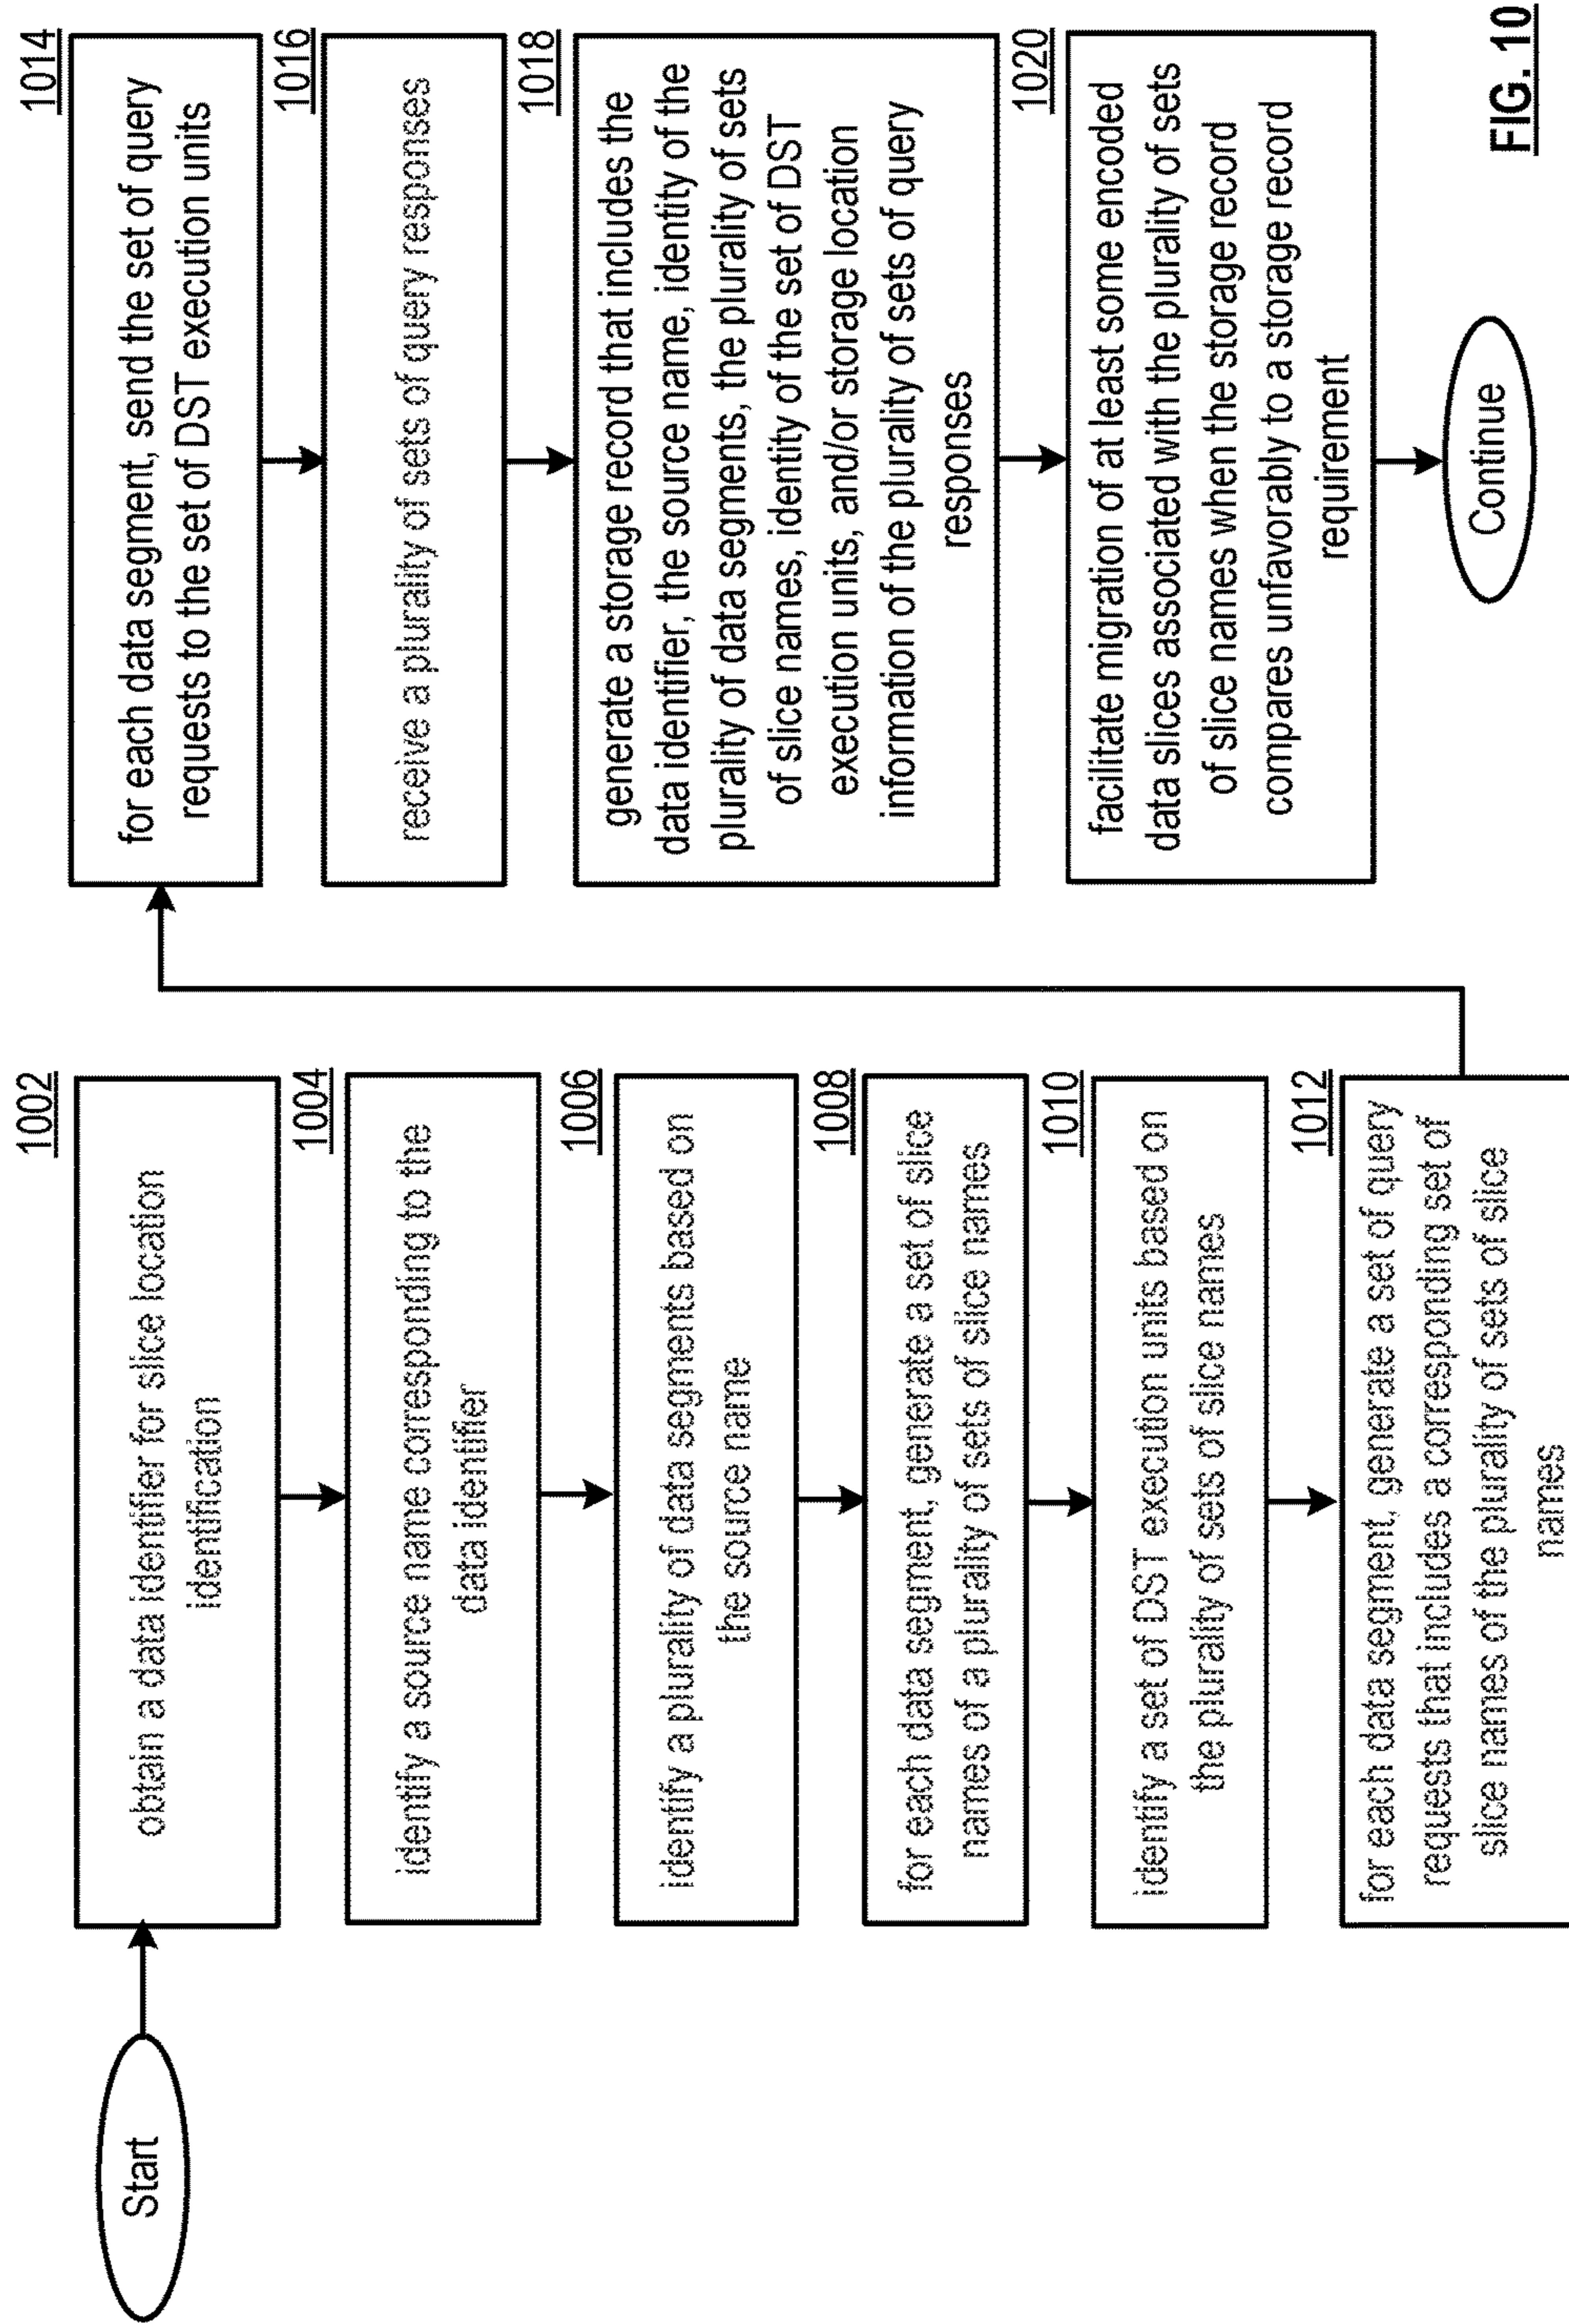 Start
1002
obtain a data identifier for slice location
identification
1004
identify a source name corresponding to the
data identifier
1006
identify a plurality of data segments based on
the source name
1008
for each data segment, generate a set of slice
names of a plurality of sets of slice names
1010
identify a set of DST execution units based on
the plurality of sets of slice names
1012
for each data segment, generate a set of query
requests that includes a corresponding set of
slice names of the plurality of sets of slice
names
1014
for each data segment, send the set of query
requests to the set of DST execution units
1016
receive a plurality of sets of query responses
1018
generate a storage record that includes the
data identifier, the source name, identity of the
plurality of data segments, the plurality of sets
of slice names, identity of the set of DST
execution units, and/or storage location
information of the plurality of sets of query
responses
1020
facilitate migration of at least some encoded
data slices associated with the plurality of sets
of slice names when the storage record
compares unfavorably to a storage record
requirement
Continue
FIG. 10